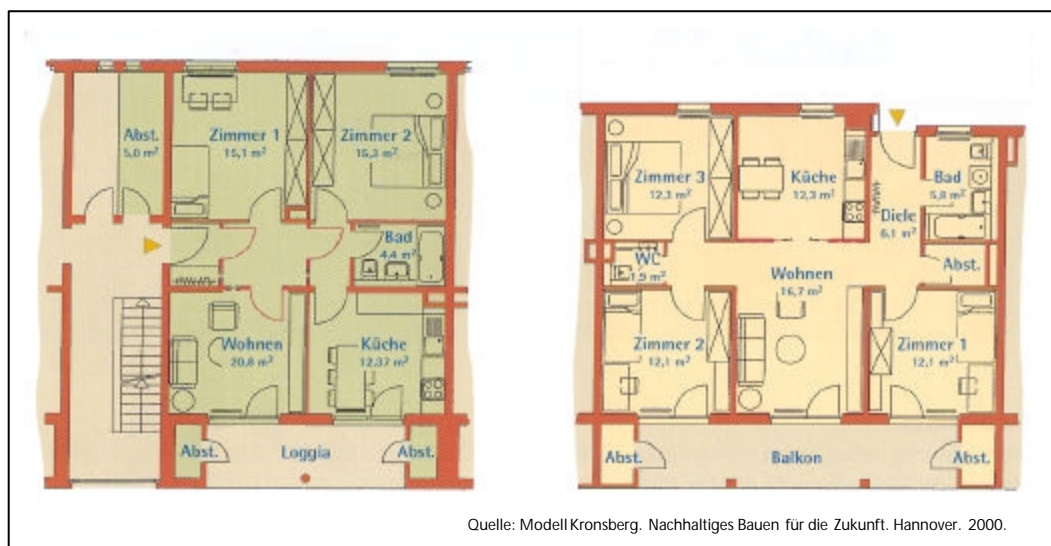 Abst.
5,0 m²
Zimmer 1
15,1 m²
Zimmer 2
15,3 m²
Bad
4,4 m²
Wohnen
20,8 m²
Küche
12,37 m²
Abst.
Loggia
Abst.
Zimmer 3
12,3 m²
Küche
12,3 m²
Bad
5,8 m²
Diele
6,1 m²
WC
1,9 m²
Wohnen
16,7 m²
Abst.
Zimmer 2
12,1 m²
Zimmer 1
12,1 m²
Abst.
Balkon
Abst.
Quelle: Modell Kronsberg. Nachhaltiges Bauen für die Zukunft. Hannover. 2000.